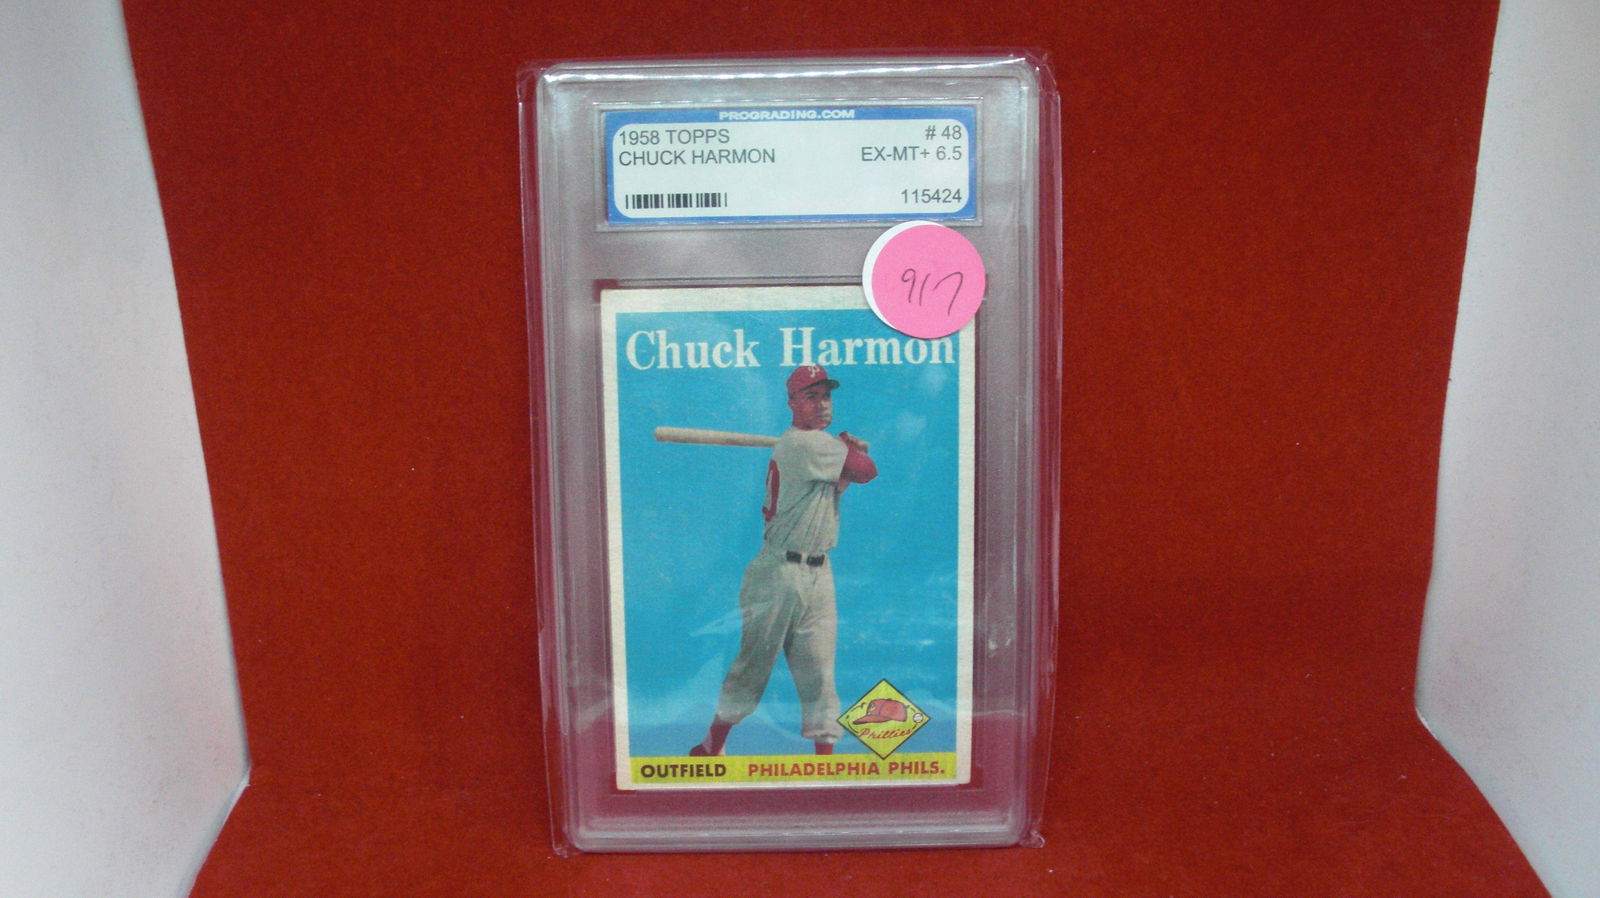 PROGRADING.COM
1958 TOPPS # 48
CHUCK HARMON EX-MT+ 6.5
115424
917
Chuck Harmon
P
Phillies
OUTFIELD PHILADELPHIA PHILS.